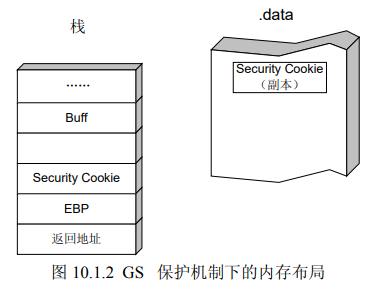 栈
.data
……
Buff
Security Cookie
EBP
返回地址
Security Cookie
（副本）
图 10.1.2 GS 保护机制下的内存布局